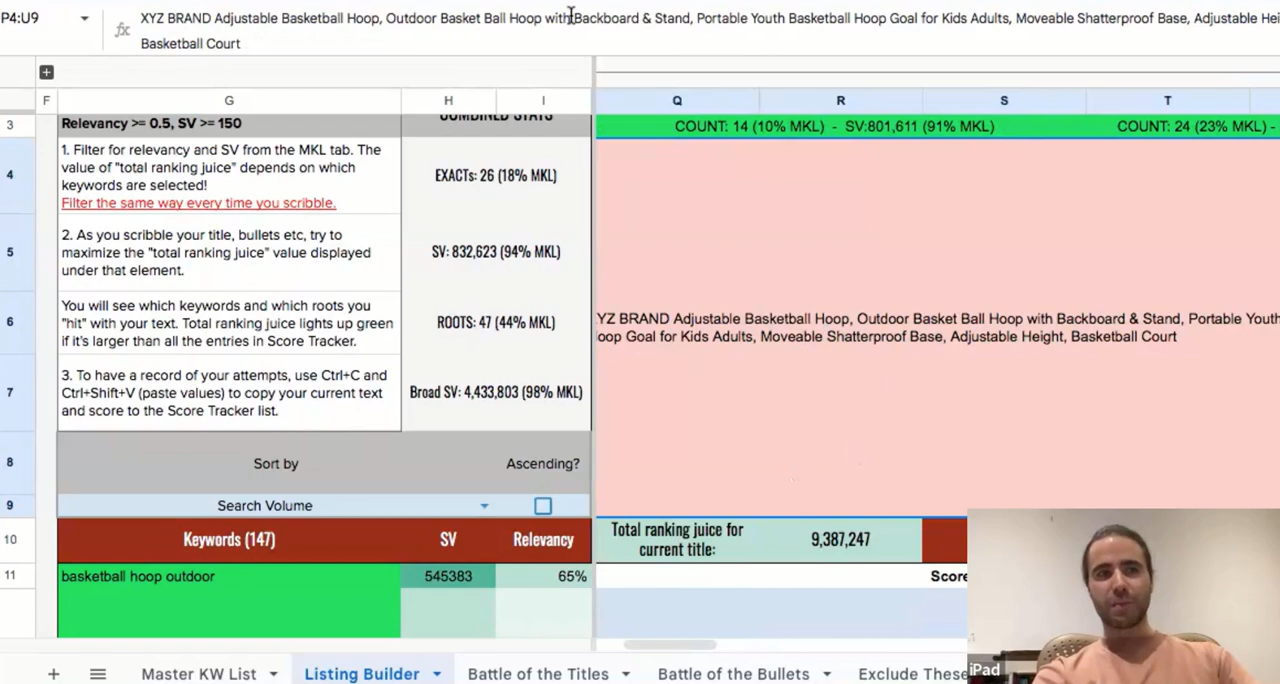 P4:U9
fx
XYZ BRAND Adjustable Basketball Hoop, Outdoor Basket Ball Hoop with Backboard & Stand, Portable Youth Basketball Hoop Goal for Kids Adults, Moveable Shatterproof Base, Adjustable Hei
Basketball Court
F G H I Q R S T
3
Relevancy >= 0.5, SV >= 150
COMBINED STATS
COUNT: 14 (10% MKL) - SV:801,611 (91% MKL)
COUNT: 24 (23% MKL) -
4
1. Filter for relevancy and SV from the MKL tab. The
value of "total ranking juice" depends on which
keywords are selected!
Filter the same way every time you scribble.
EXACTs: 26 (18% MKL)
5
2. As you scribble your title, bullets etc, try to
maximize the "total ranking juice" value displayed
under that element.
SV: 832,623 (94% MKL)
6
You will see which keywords and which roots you
"hit" with your text. Total ranking juice lights up green
if it's larger than all the entries in Score Tracker.
ROOTS: 47 (44% MKL)
YZ BRAND Adjustable Basketball Hoop, Outdoor Basket Ball Hoop with Backboard & Stand, Portable Youth
oop Goal for Kids Adults, Moveable Shatterproof Base, Adjustable Height, Basketball Court
7
3. To have a record of your attempts, use Ctrl+C and
Ctrl+Shift+V (paste values) to copy your current text
and score to the Score Tracker list.
Broad SV: 4,433,803 (98% MKL)
8
Sort by
Ascending?
9
Search Volume
10
Keywords (147)
SV
Relevancy
Total ranking juice for
current title:
9,387,247
11
basketball hoop outdoor
545383
65%
Score
iPad
+ Master KW List Listing Builder Battle of the Titles Battle of the Bullets Exclude These